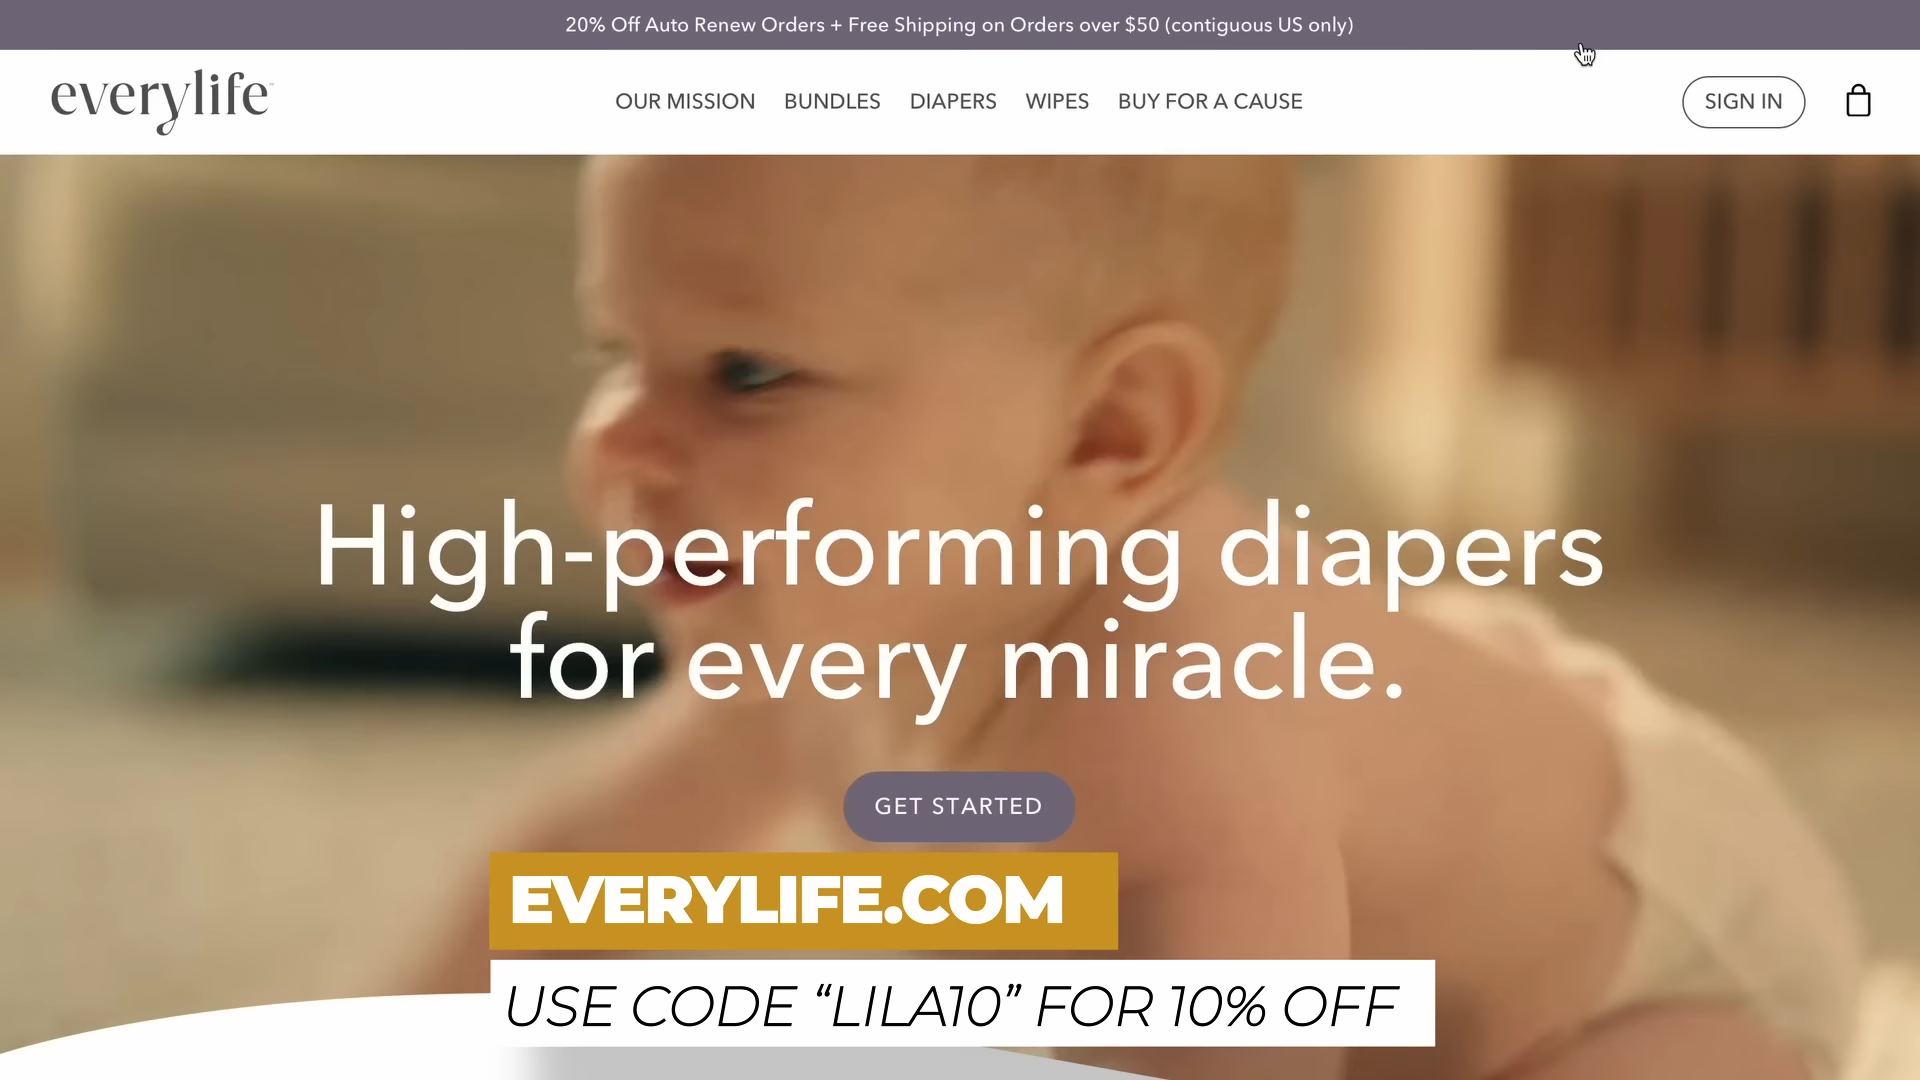 20% Off Auto Renew Orders + Free Shipping on Orders over $50 (contiguous US only)
everylife™
OUR MISSION BUNDLES DIAPERS WIPES BUY FOR A CAUSE
SIGN IN
High-performing diapers
for every miracle.
GET STARTED
EVERYLIFE.COM
USE CODE “LILA10” FOR 10% OFF